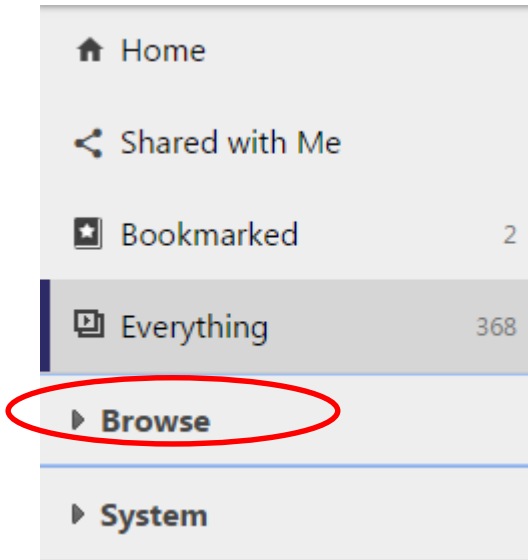 Home
Shared with Me
Bookmarked 2
Everything 368
Browse
System